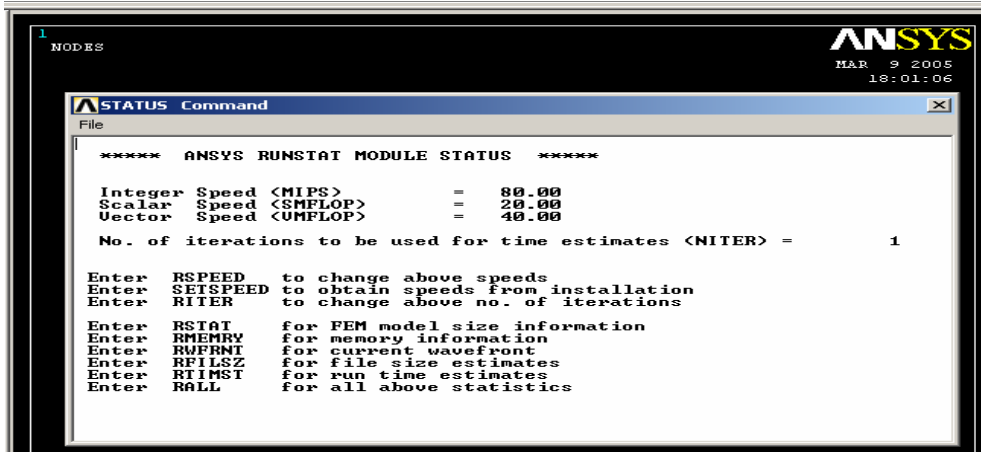 1
NODES
ANSYS
MAR 9 2005
18:01:06
STATUS Command
File
***** ANSYS RUNSTAT MODULE STATUS *****
Integer Speed (MIPS) = 80.00
Scalar Speed (SMFLOP) = 20.00
Vector Speed (VMFLOP) = 40.00
No. of iterations to be used for time estimates (NITER) = 1
Enter RSPEED to change above speeds
Enter SETSPEED to obtain speeds from installation
Enter RITER to change above no. of iterations
Enter RSTAT for FEM model size information
Enter RMEMRY for memory information
Enter RWFRNT for current wavefront
Enter RFILSZ for file size estimates
Enter RTIMST for run time estimates
Enter RALL for all above statistics